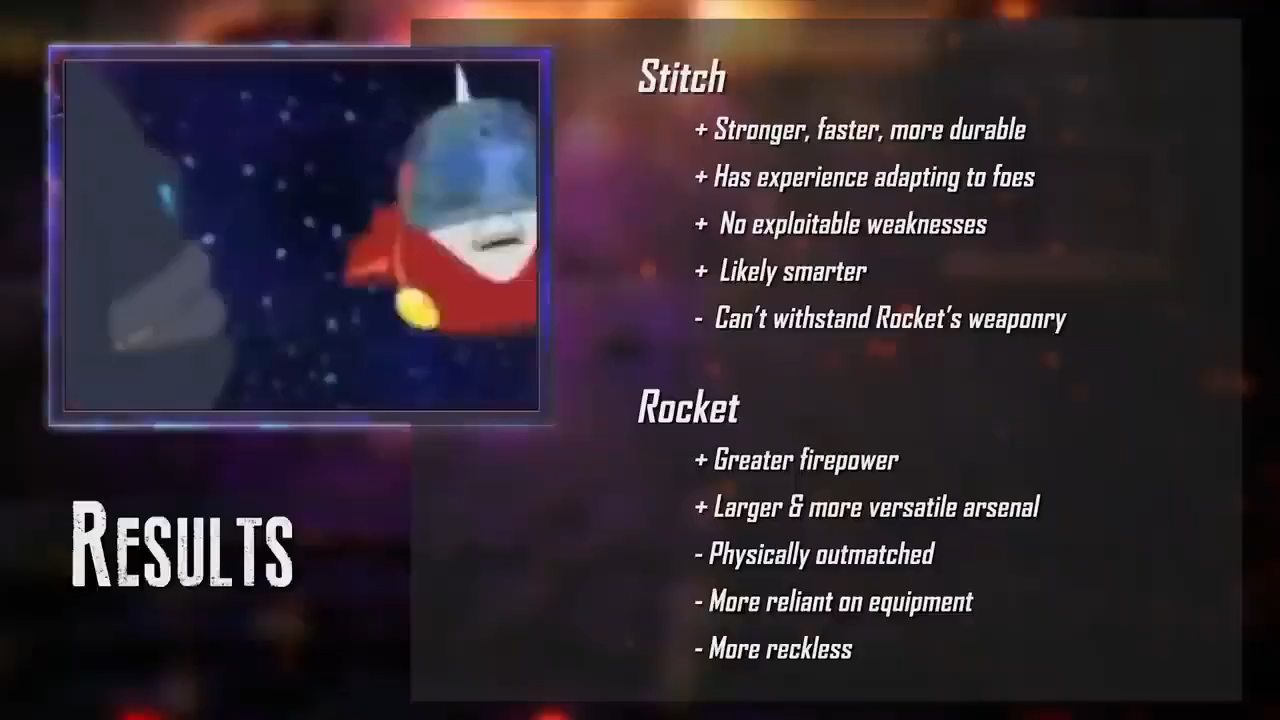 Stitch
+ Stronger, faster, more durable
+ Has experience adapting to foes
+ No exploitable weaknesses
+ Likely smarter
- Can't withstand Rocket's weaponry
Rocket
+ Greater firepower
+ Larger & more versatile arsenal
- Physically outmatched
- More reliant on equipment
- More reckless
RESULTS